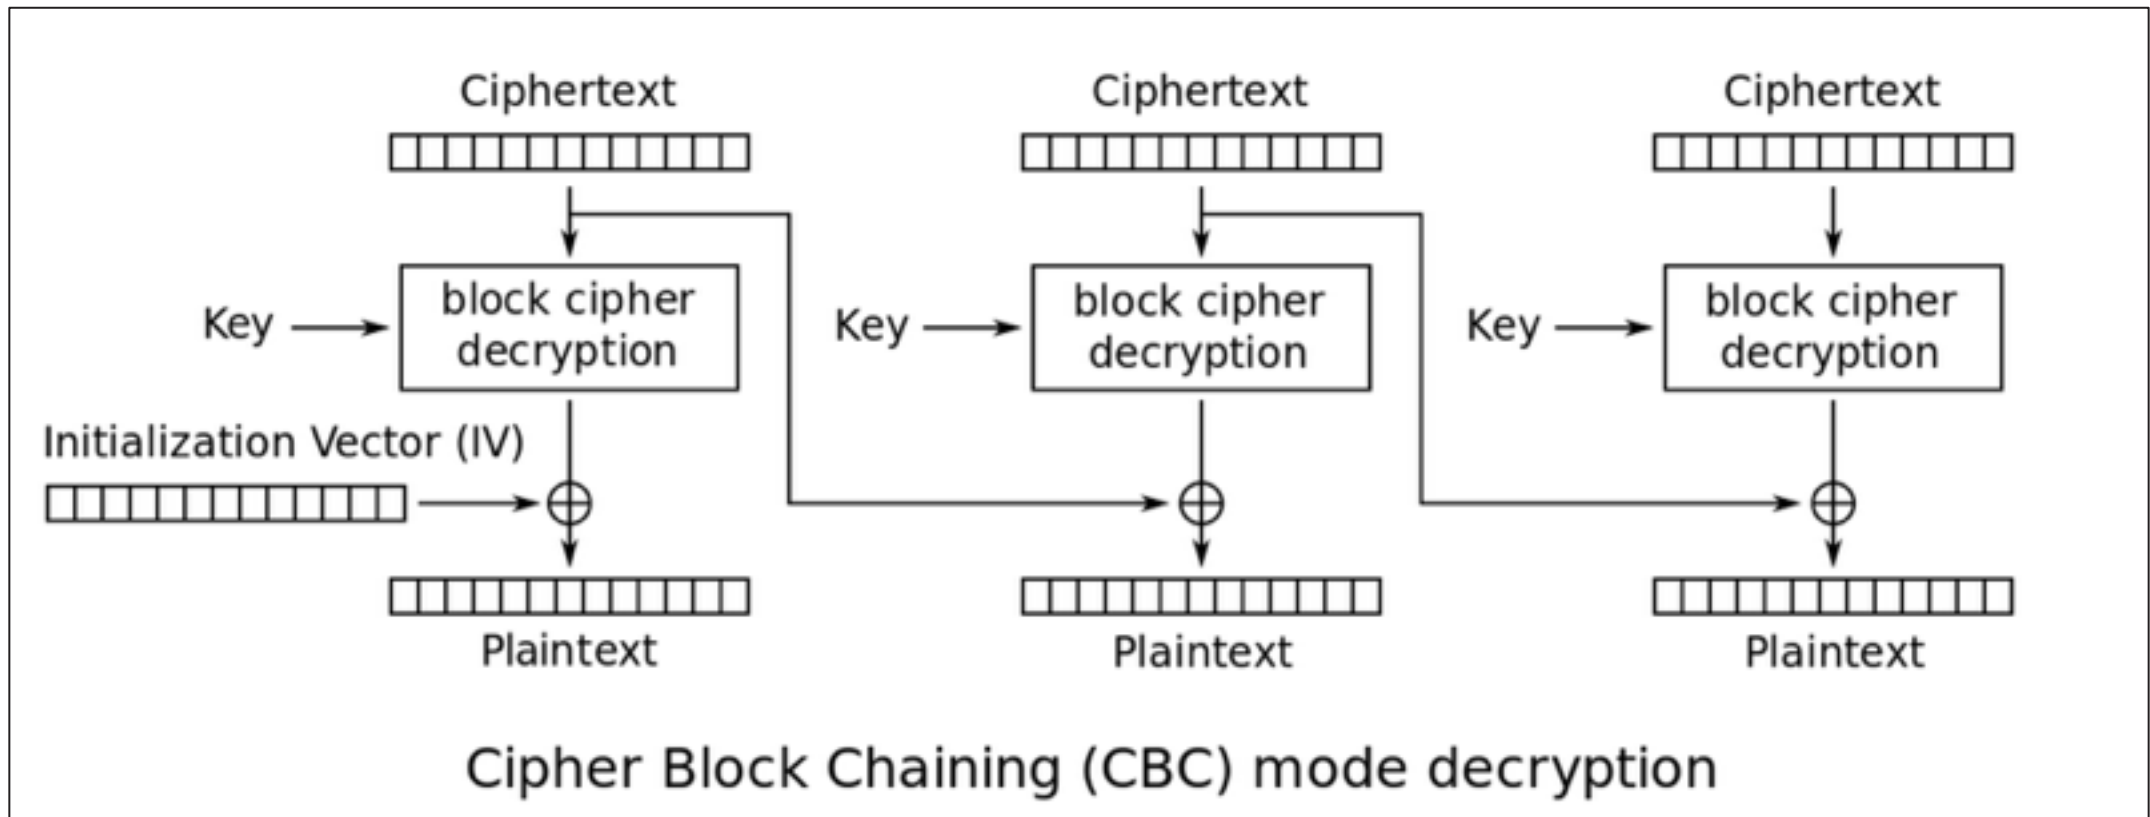 Ciphertext
Ciphertext
Ciphertext
Key
block cipher
decryption
Key
block cipher
decryption
Key
block cipher
decryption
Initialization Vector (IV)
Plaintext
Plaintext
Plaintext
Cipher Block Chaining (CBC) mode decryption